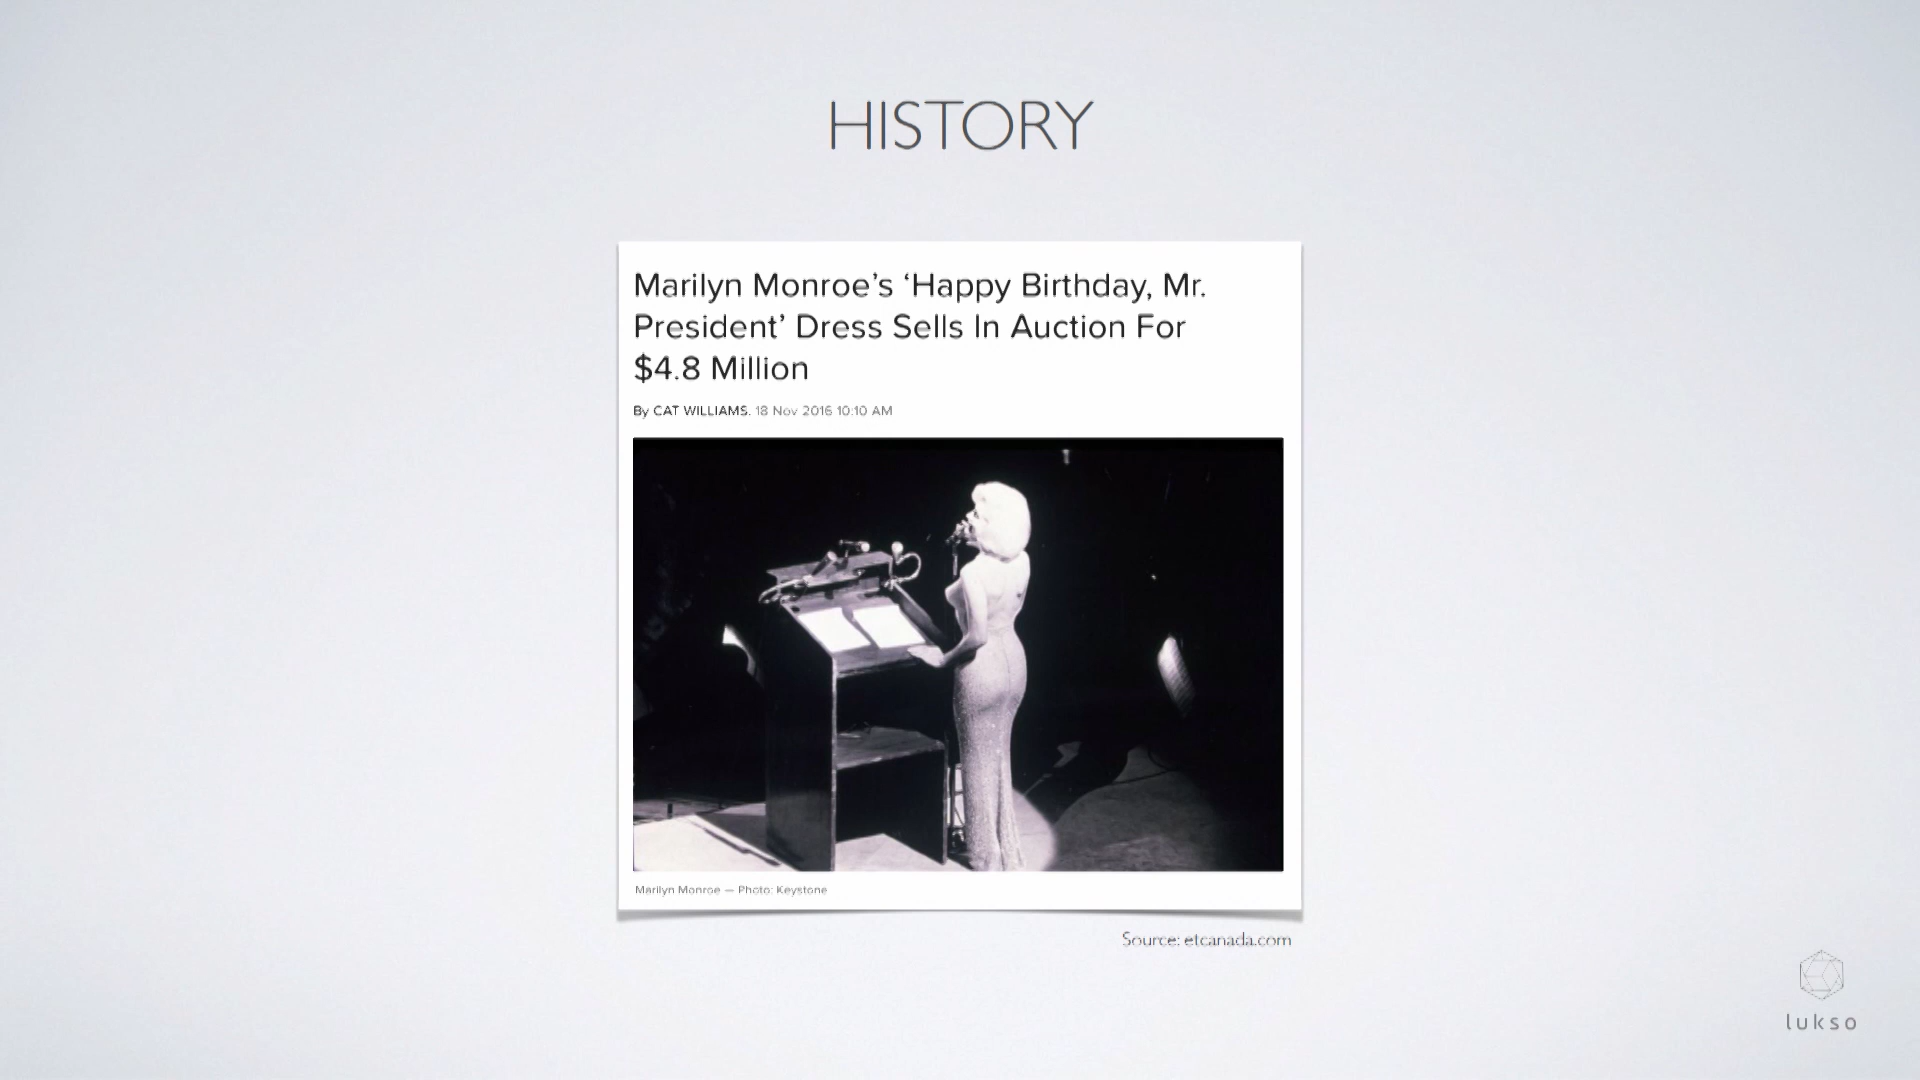 HISTORY
Marilyn Monroe’s ‘Happy Birthday, Mr.
President’ Dress Sells In Auction For
$4.8 Million
By CAT WILLIAMS. 18 Nov 2016 10:10 AM
Marilyn Monroe — Photo: Keystone
Source: etcanada.com
lukso